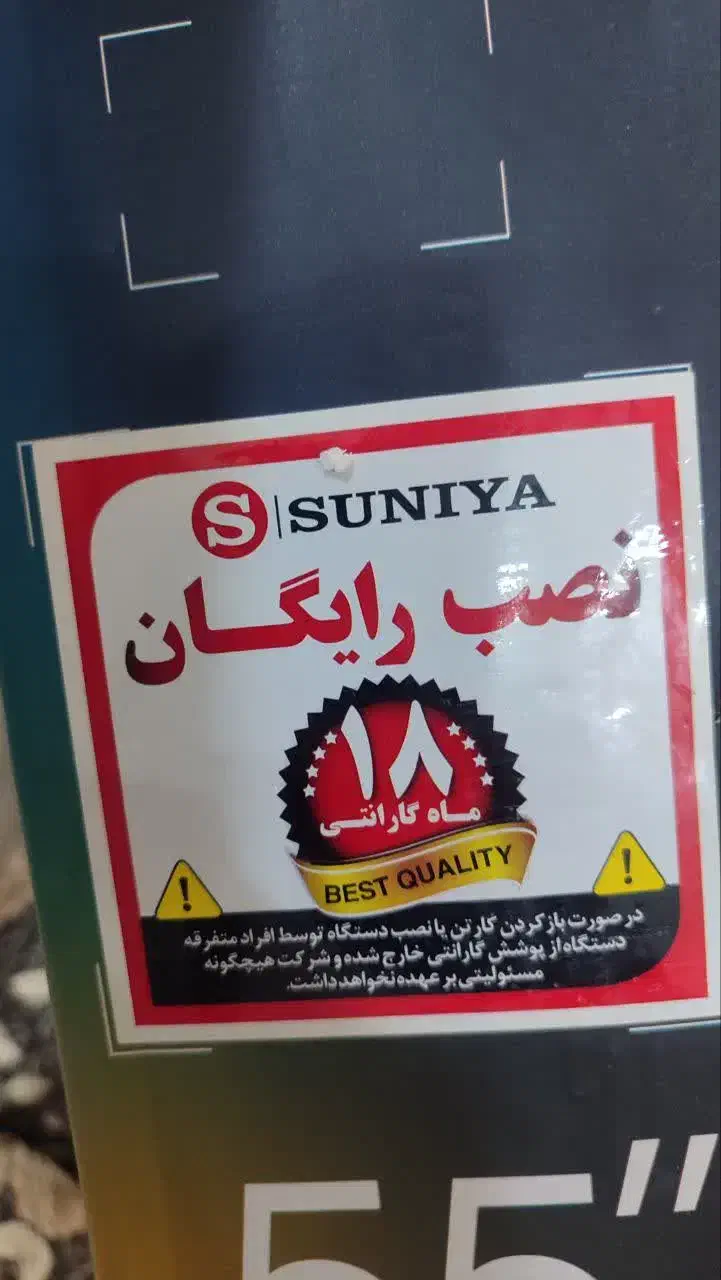 S | SUNIYA
نصب رایگان
۱۸
ماه گارانتی
BEST QUALITY
در صورت باز کردن کارتن یا نصب دستگاه توسط افراد متفرقه
دستگاه از پوشش گارانتی خارج شده و شرکت هیچگونه
مسئولیتی بر عهده نخواهد داشت.
55"